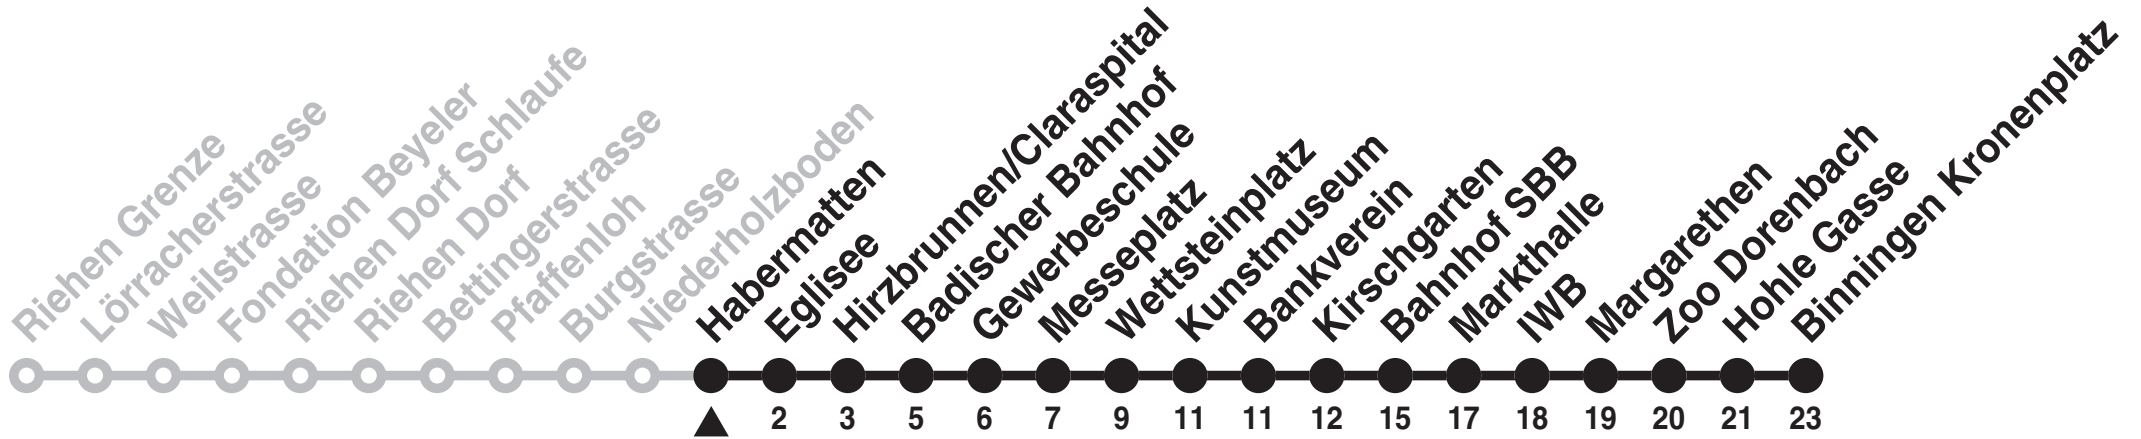 Riehen Grenze
Lörracherstrasse
Weilstrasse
Fondation Beyeler
Riehen Dorf Schlaufe
Riehen Dorf
Bettingerstrasse
Pfaffenloh
Burgstrasse
Niederholzboden
Habermatten
Eglisee
Hirzbrunnen/Claraspital
Badischer Bahnhof
Gewerbeschule
Messeplatz
Wettsteinplatz
Kunstmuseum
Bankverein
Kirschgarten
Bahnhof SBB
Markthalle
IWB
Margarethen
Zoo Dorenbach
Hohle Gasse
Binningen Kronenplatz
2 3 5 6 7 9 11 11 12 15 17 18 19 20 21 23